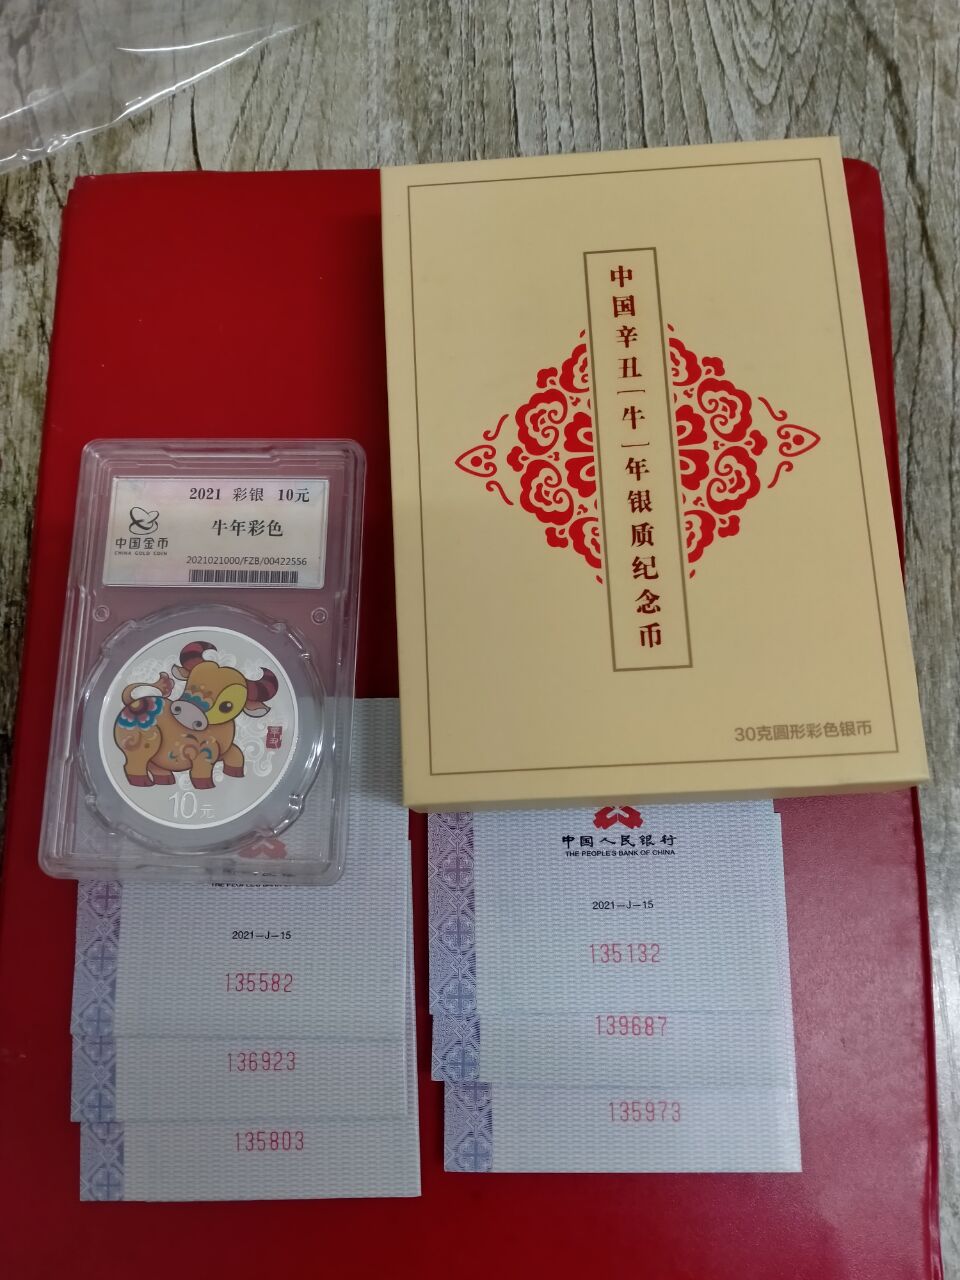 中国辛丑（牛）年银质纪念币
30克圆形彩色银币
2021 彩银 10元
牛年彩色
中国金币
CHINA GOLD COIN
2021021000/FZB/00422556
辛丑
10元
中国人民银行
THE PEOPLE'S BANK OF CHINA
2021-J-15
135582
136923
135803
2021-J-15
135132
139687
135973